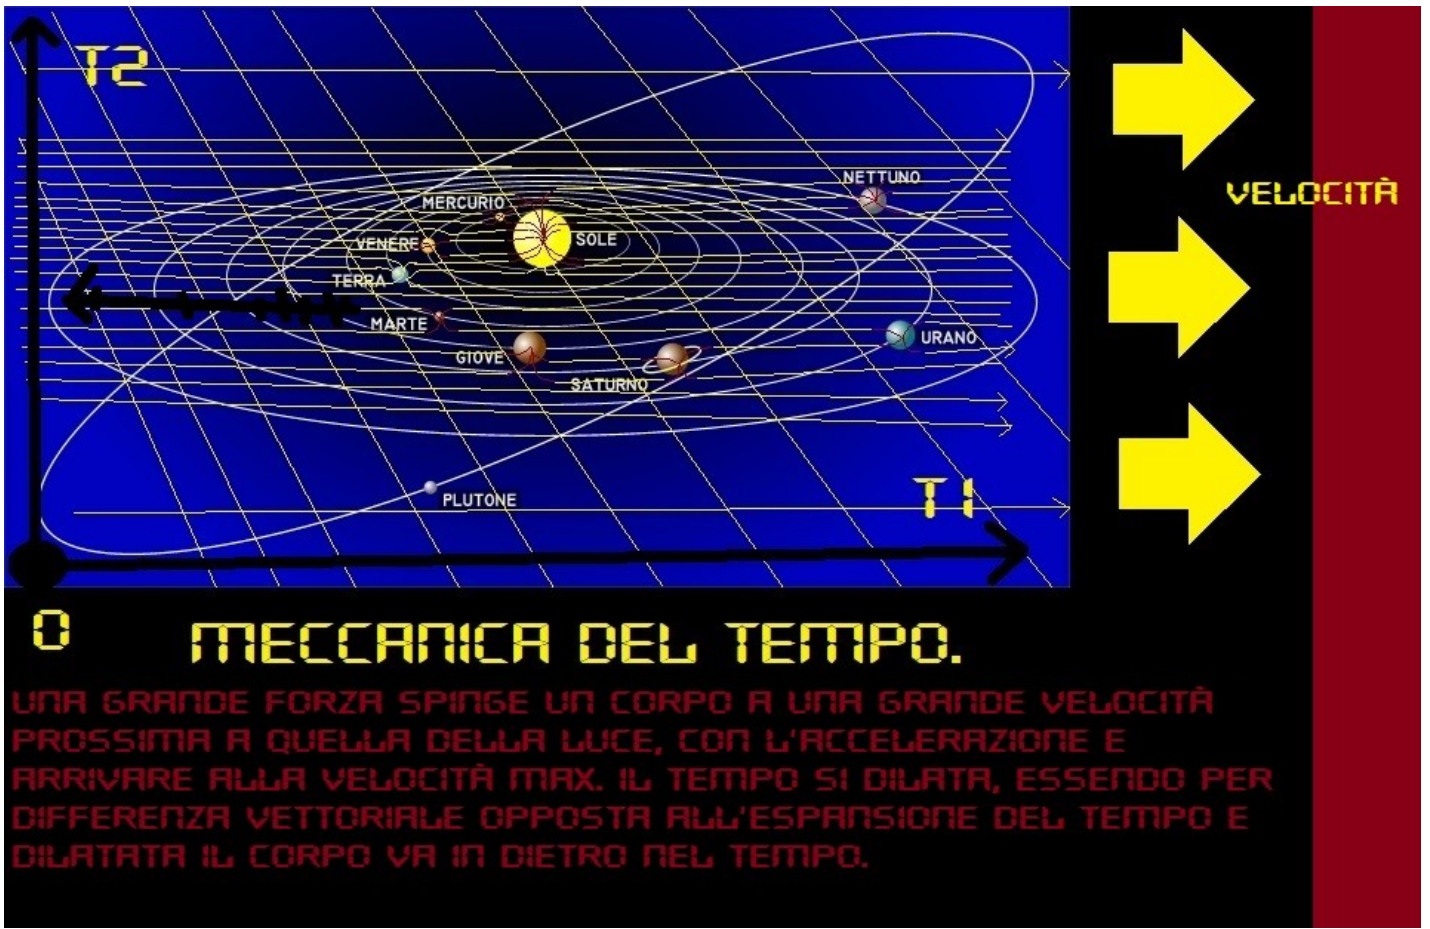 T2
NETTUNO
VELOCITÀ
MERCURIO
SOLE
VENERE
TERRA
MARTE
URANO
GIOVE
SATURNO
T1
PLUTONE
0
MECCANICA DEL TEMPO.
UNA GRANDE FORZA SPINGE UN CORPO A UNA GRANDE VELOCITÀ
PROSSIMA A QUELLA DELLA LUCE, CON L'ACCELERAZIONE E
ARRIVARE ALLA VELOCITÀ MAX. IL TEMPO SI DILATA, ESSENDO PER
DIFFERENZA VETTORIALE OPPOSTA ALL'ESPANSIONE DEL TEMPO E
DILATATA IL CORPO VA IN DIETRO NEL TEMPO.